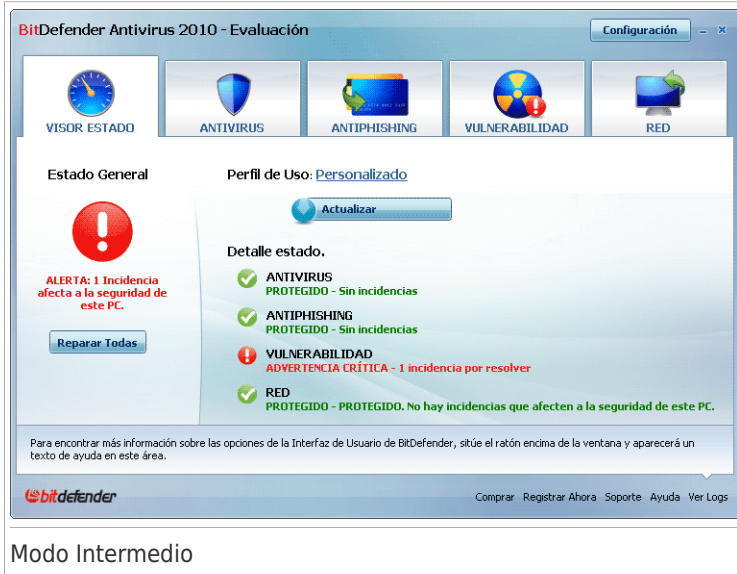 BitDefender Antivirus 2010 - Evaluación
Configuración
VISOR ESTADO
ANTIVIRUS
ANTIPHISHING
VULNERABILIDAD
RED
Estado General
ALERTA: 1 Incidencia
afecta a la seguridad de
este PC.
Reparar Todas
Perfil de Uso: Personalizado
Actualizar
Detalle estado.
ANTIVIRUS
PROTEGIDO - Sin incidencias
ANTIPHISHING
PROTEGIDO - Sin incidencias
VULNERABILIDAD
ADVERTENCIA CRÍTICA - 1 incidencia por resolver
RED
PROTEGIDO - PROTEGIDO. No hay incidencias que afecten a la seguridad de este PC.
Para encontrar más información sobre las opciones de la Interfaz de Usuario de BitDefender, sitúe el ratón encima de la ventana y aparecerá un
texto de ayuda en este área.
bitdefender
Comprar Registrar Ahora Soporte Ayuda Ver Logs
Modo Intermedio